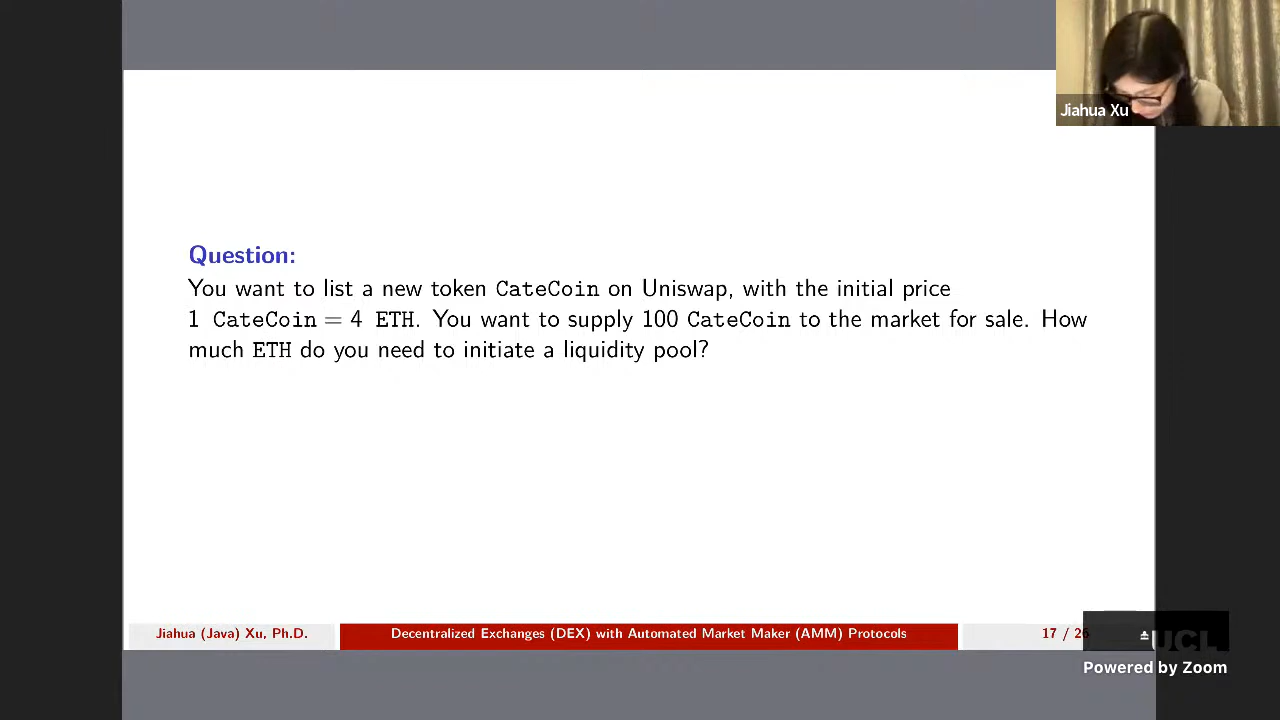 Jiahua Xu
Question:
You want to list a new token CateCoin on Uniswap, with the initial price
1 CateCoin = 4 ETH. You want to supply 100 CateCoin to the market for sale. How
much ETH do you need to initiate a liquidity pool?
Jiahua (Java) Xu, Ph.D. Decentralized Exchanges (DEX) with Automated Market Maker (AMM) Protocols 17 / 26
UCL
Powered by Zoom